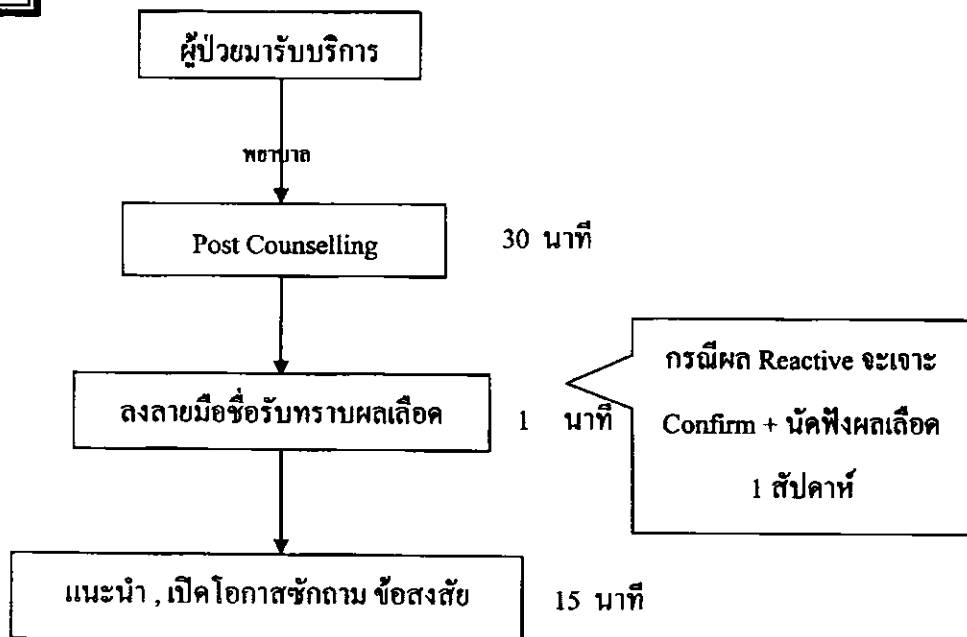 ผู้ป่วยมารับบริการ
พยาบาล
Post Counselling
30 นาที
ลงลายมือชื่อรับทราบผลเลือด
1 นาที
กรณีผล Reactive จะเจาะ
Confirm + นัดฟังผลเลือด
1 สัปดาห์
แนะนำ , เปิดโอกาสซักถาม ข้อสงสัย
15 นาที